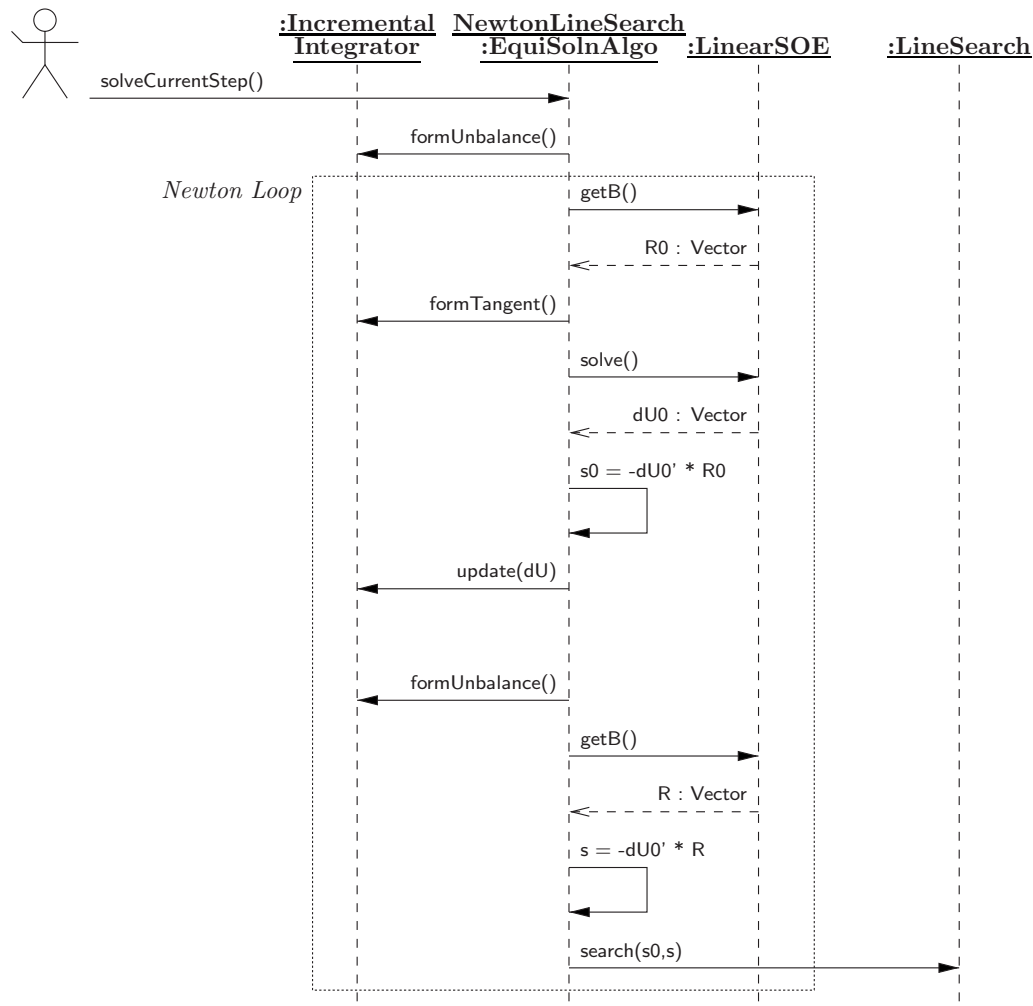 :Incremental
Integrator
NewtonLineSearch
:EquiSolnAlgo
:LinearSOE
:LineSearch
solveCurrentStep()
formUnbalance()
Newton Loop
getB()
R0 : Vector
formTangent()
solve()
dU0 : Vector
s0 = -dU0' * R0
update(dU)
formUnbalance()
getB()
R : Vector
s = -dU0' * R
search(s0,s)